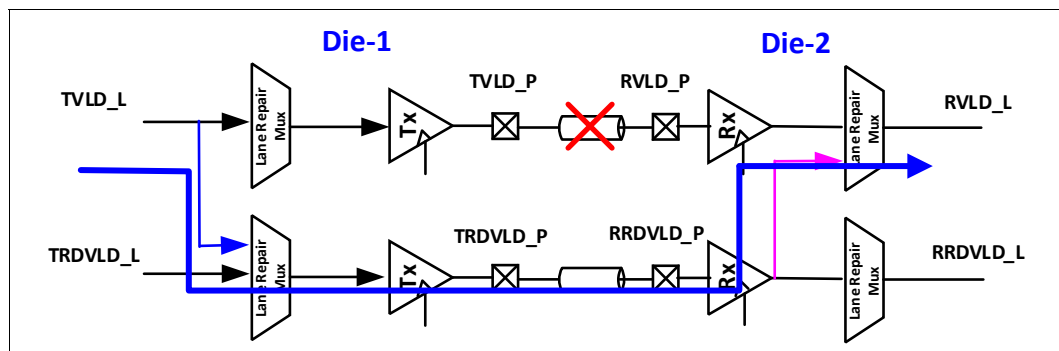 Die-1
Die-2
TVLD_L
Lane Repair
Mux
Tx
TVLD_P
RVLD_P
Rx
Lane Repair
Mux
RVLD_L
TRDVLD_L
Lane Repair
Mux
Tx
TRDVLD_P
RRDVLD_P
Rx
Lane Repair
Mux
RRDVLD_L